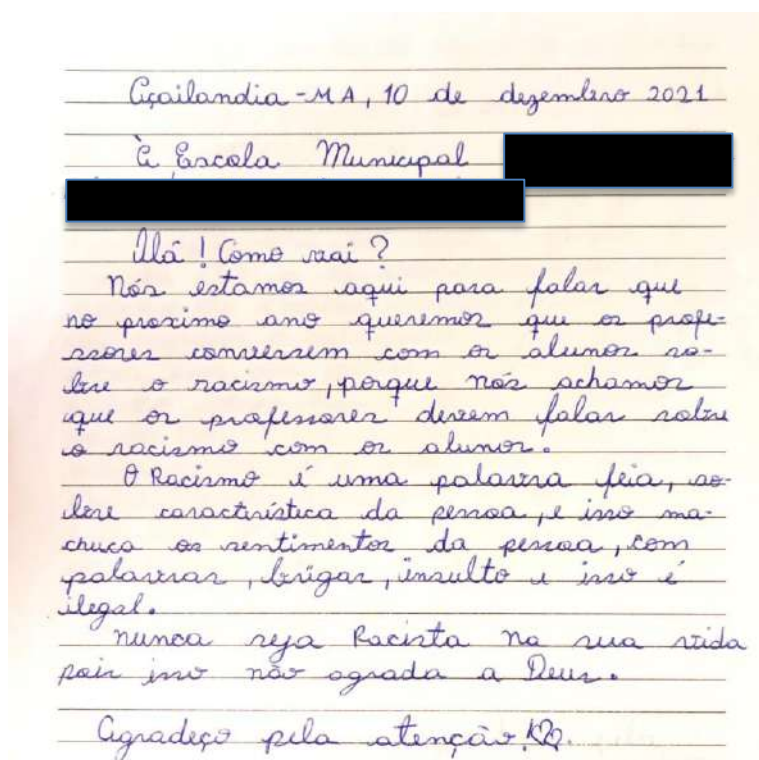 Açailandia - MA, 10 de dezembro 2021
À Escola Municipal
Olá! Como vai?
Nós estamos aqui para falar que
no proximo ano queremos que os profe-
ssores conversem com os alunos so-
bre o racismo, porque nós achamos
que os professores devem falar sobre
o racismo com os alunos.
O Racismo é uma palavra feia, so-
bre caractirística da pessoa, e isso ma-
chuca os sentimentos da pessoa, com
palavras, brigas, insulto e isso é
ilegal.
nunca seja Racista na sua vida
pois isso não agrada a Deus.
Agradeço pela atenção!